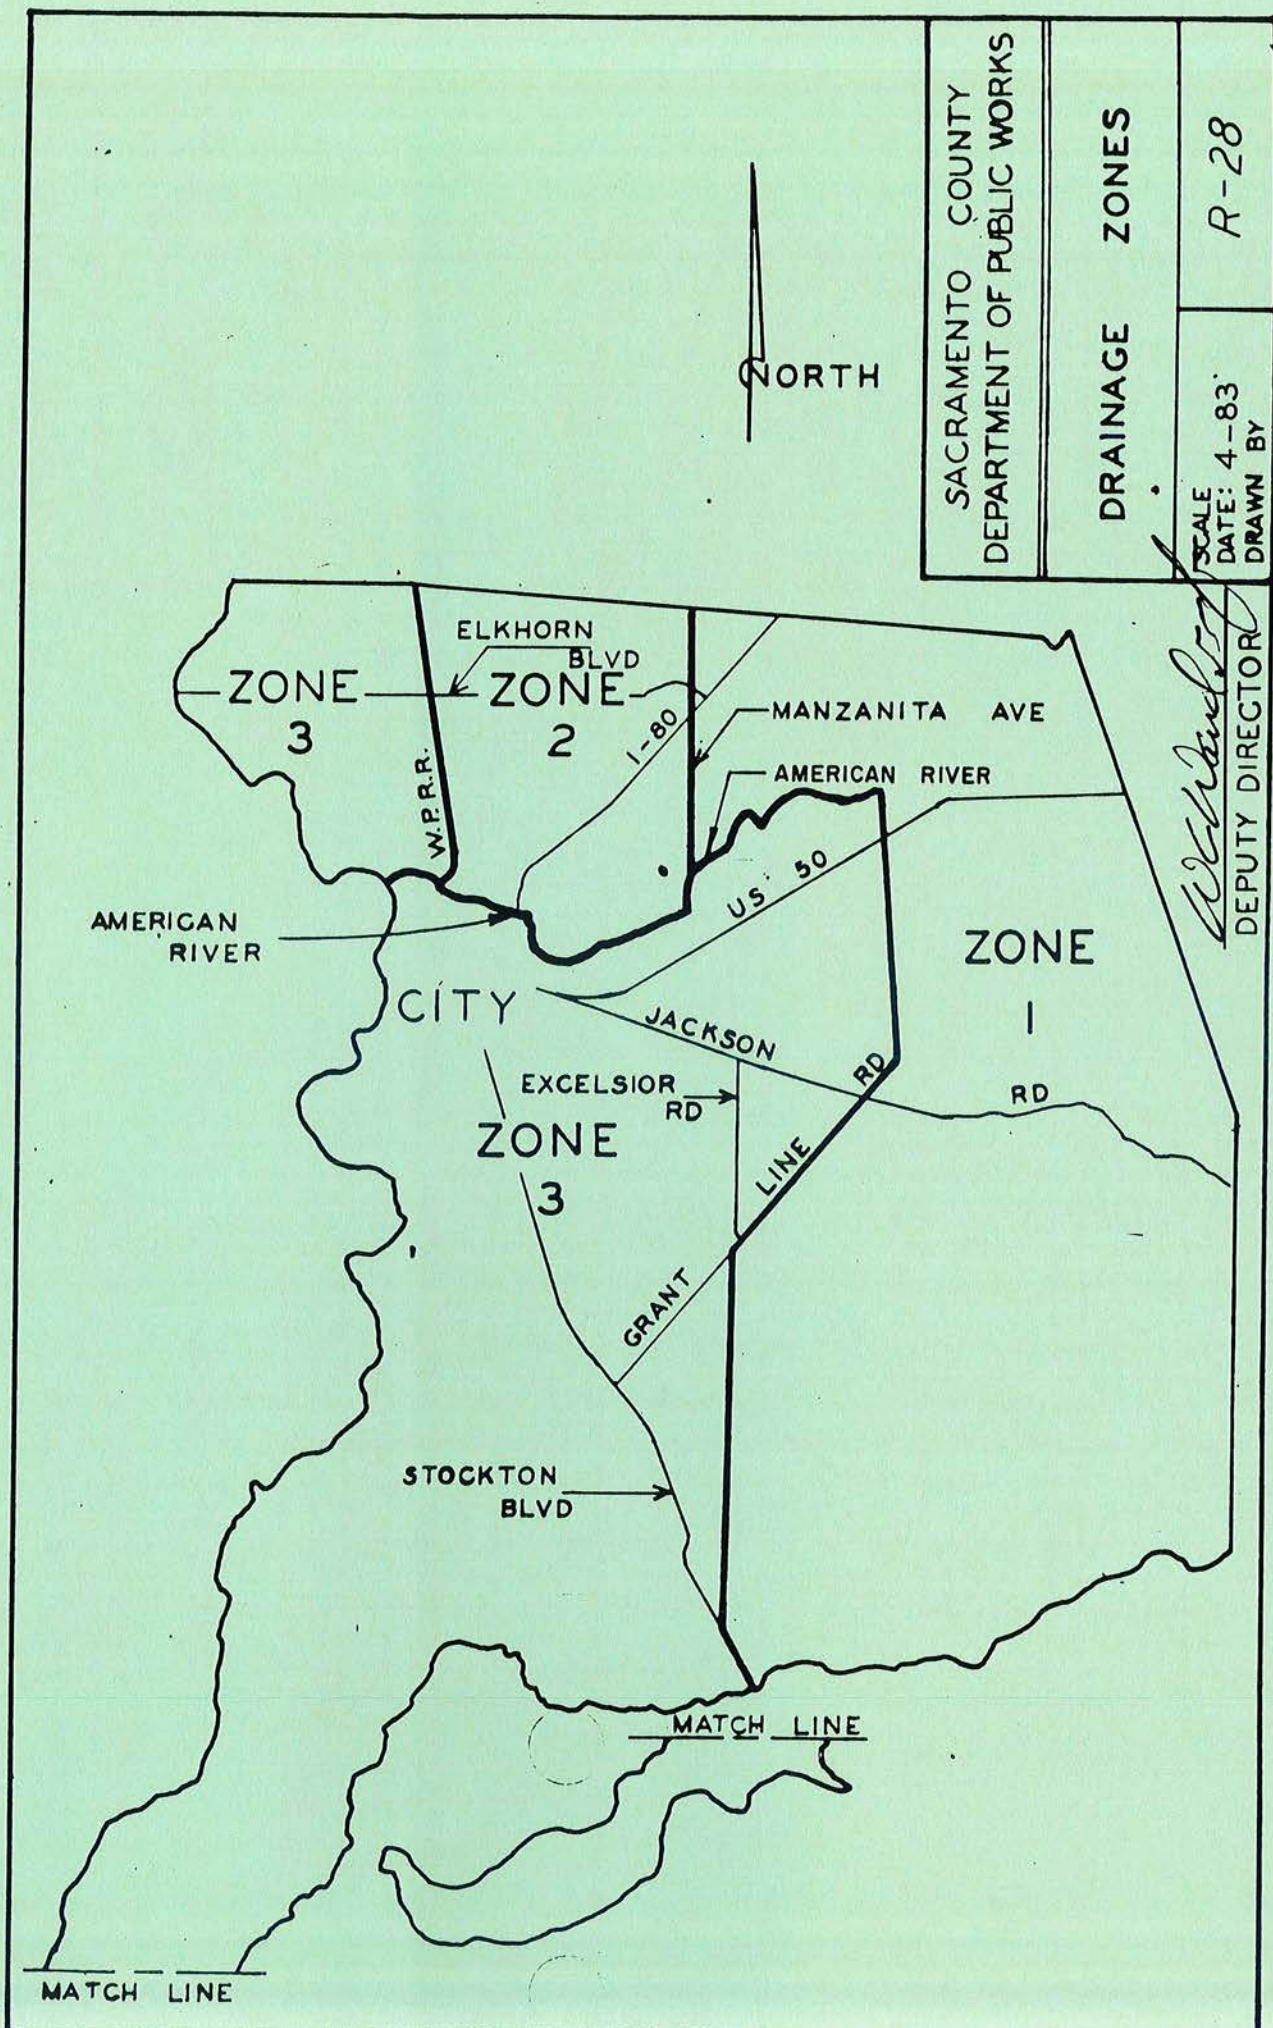 SACRAMENTO COUNTY
DEPARTMENT OF PUBLIC WORKS
DRAINAGE ZONES
SCALE
DATE: 4-83
DRAWN BY
R-28
DEPUTY DIRECTOR
NORTH
ELKHORN
BLVD
ZONE
3
ZONE
2
I-80
MANZANITA AVE
W.P.R.R.
AMERICAN RIVER
US 50
AMERICAN
RIVER
ZONE
1
CITY
JACKSON
RD
EXCELSIOR
RD
ZONE
3
GRANT LINE RD
STOCKTON
BLVD
MATCH LINE
MATCH LINE